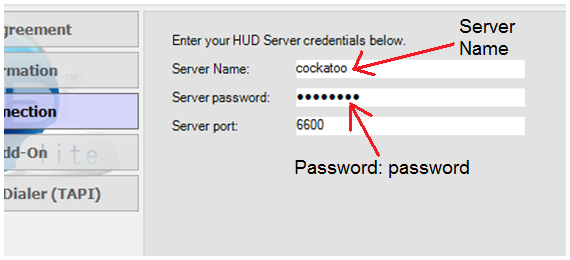 greement
Enter your HUD Server credentials below.
Server
Name
rmation
Server Name:
cockatoo
nection
Server password:
●●●●●●●●
Server port:
6600
dd-On
lite
Password: password
Dialer (TAPI)